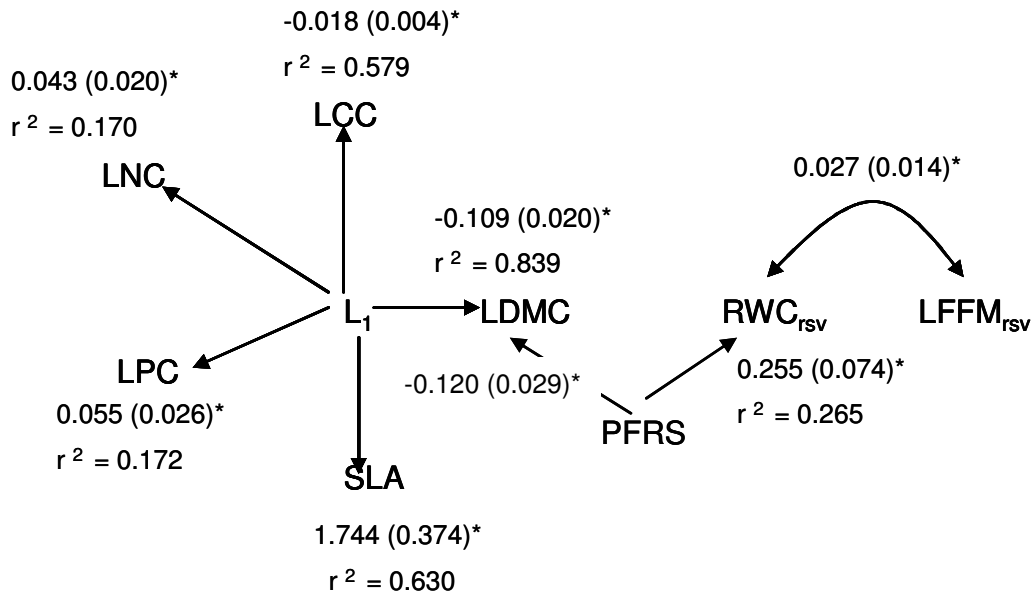 -0.018 (0.004)*
r 2 = 0.579
LCC
0.043 (0.020)*
r 2 = 0.170
LNC
0.027 (0.014)*
-0.109 (0.020)*
r 2 = 0.839
L1
LDMC
RWCrsv
LFFMrsv
LPC
0.055 (0.026)*
r 2 = 0.172
-0.120 (0.029)*
0.255 (0.074)*
r 2 = 0.265
PFRS
SLA
1.744 (0.374)*
r 2 = 0.630